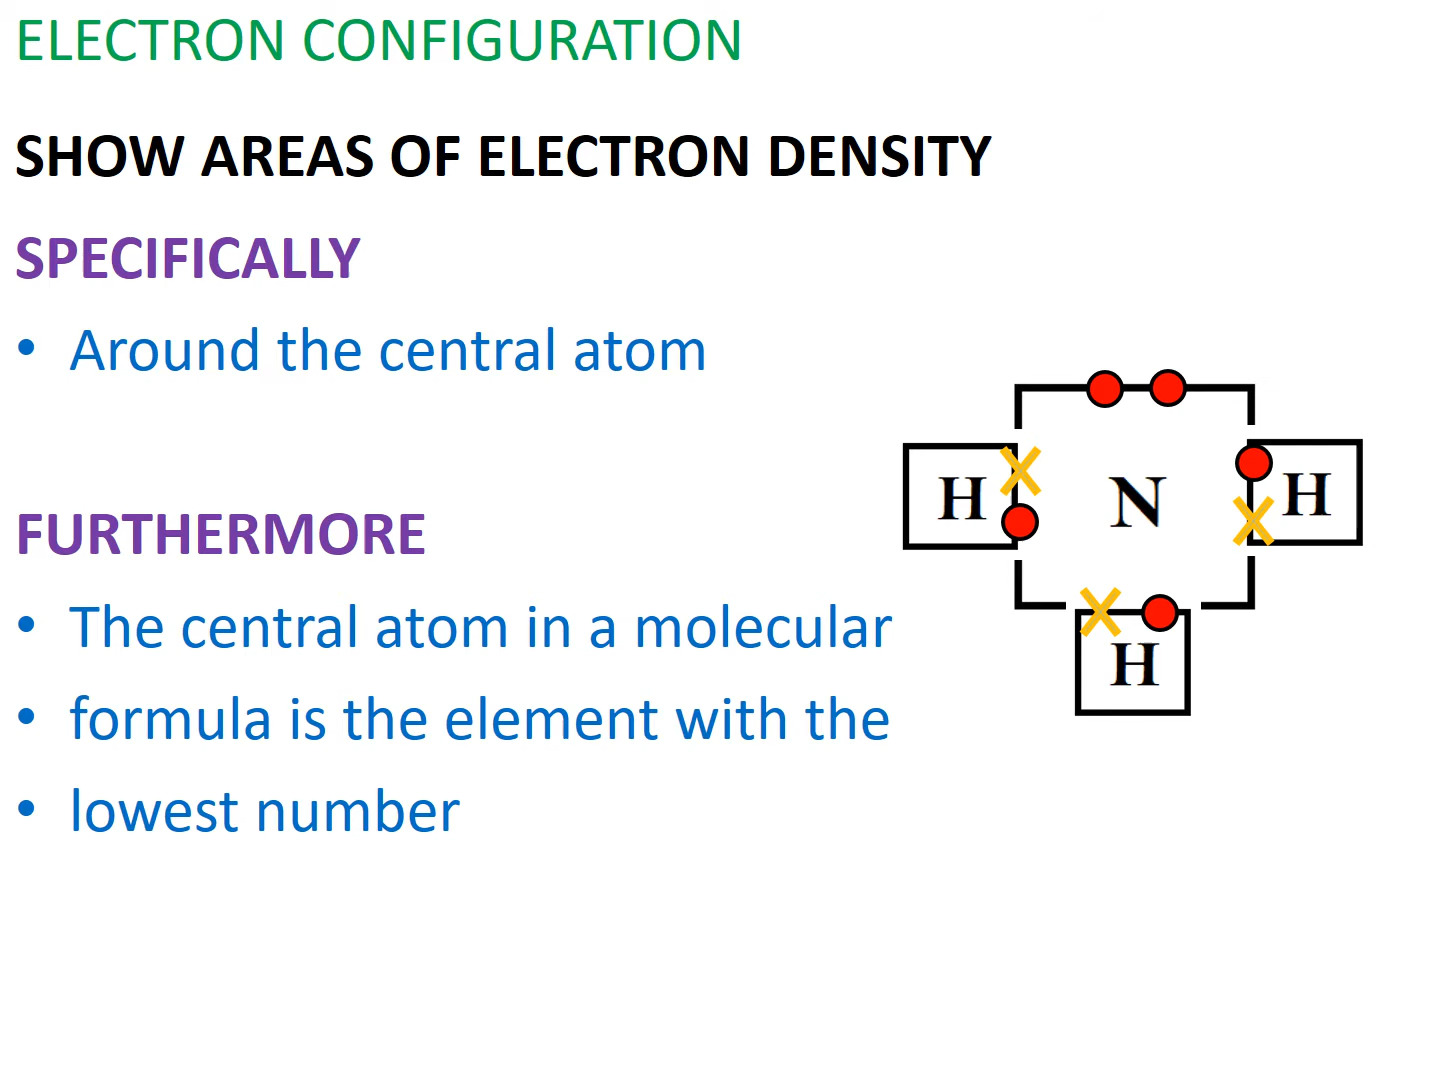 ELECTRON CONFIGURATION
SHOW AREAS OF ELECTRON DENSITY
SPECIFICALLY
• Around the central atom
FURTHERMORE
• The central atom in a molecular
• formula is the element with the
• lowest number
H N H
H